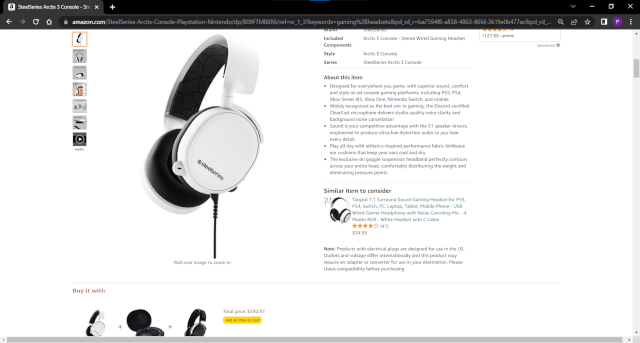 SteelSeries Arctis 3 Console - St
amazon.com/SteelSeries-Arctis-Console-Playstation-Nintendo/dp/B09FTMB8R6/ref=sr_1_3?keywords=gaming%20headsets&pd_rd_r=
Included Arctis 3 Console - Stereo Wired Gaming Headset
Components
Style Arctis 3 Console
Series SteelSeries Arctis 3 Console
Sponsored
About this item
• Designed for everywhere you game, with superior sound, comfort
and style on all console gaming platforms, including PS5, PS4,
Xbox Series X|S, Xbox One, Nintendo Switch, and mobile
• Widely recognized as the best mic in gaming, the Discord-certified
ClearCast microphone delivers studio quality voice clarity and
background noise cancellation
• Sound is your competitive advantage with the S1 speaker drivers,
engineered to produce ultra-low distortion audio so you hear
every detail
• Play all day with athletics-inspired performance fabric AirWeave
ear cushions that keep your ears cool and dry
• The exclusive ski goggle suspension headband perfectly contours
across your entire head, comfortably distributing the weight and
eliminating pressure points
steelseries
VIDEO
Roll over image to zoom in
Similar item to consider
Targeal 7.1 Surround Sound Gaming Headset for PS5,
PS4, Switch, PC, Laptop, Tablet, Mobile Phone - USB
Wired Gamer Headphone with Noise Canceling Mic - 4
Modes RGB - White Headset with C Cable
(41)
$34.99
Note: Products with electrical plugs are designed for use in the US.
Outlets and voltage differ internationally and this product may
require an adapter or converter for use in your destination. Please
check compatibility before purchasing.
Buy it with
Total price: $330.97
Add all three to Cart